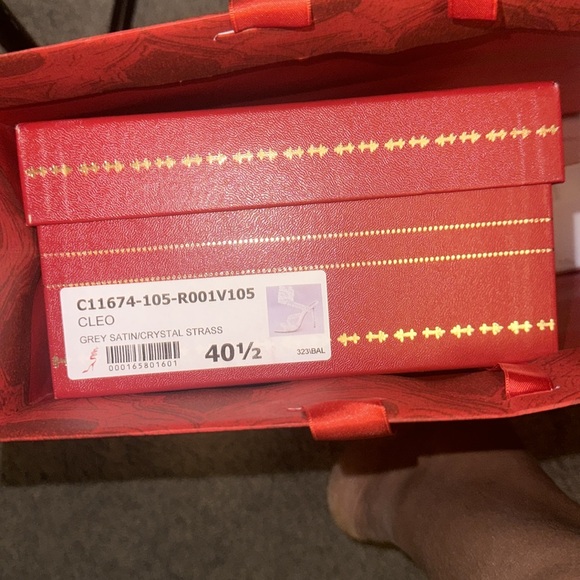 C11674-105-R001V105
CLEO
GREY SATIN/CRYSTAL STRASS
000165801601
40½
323\BAL